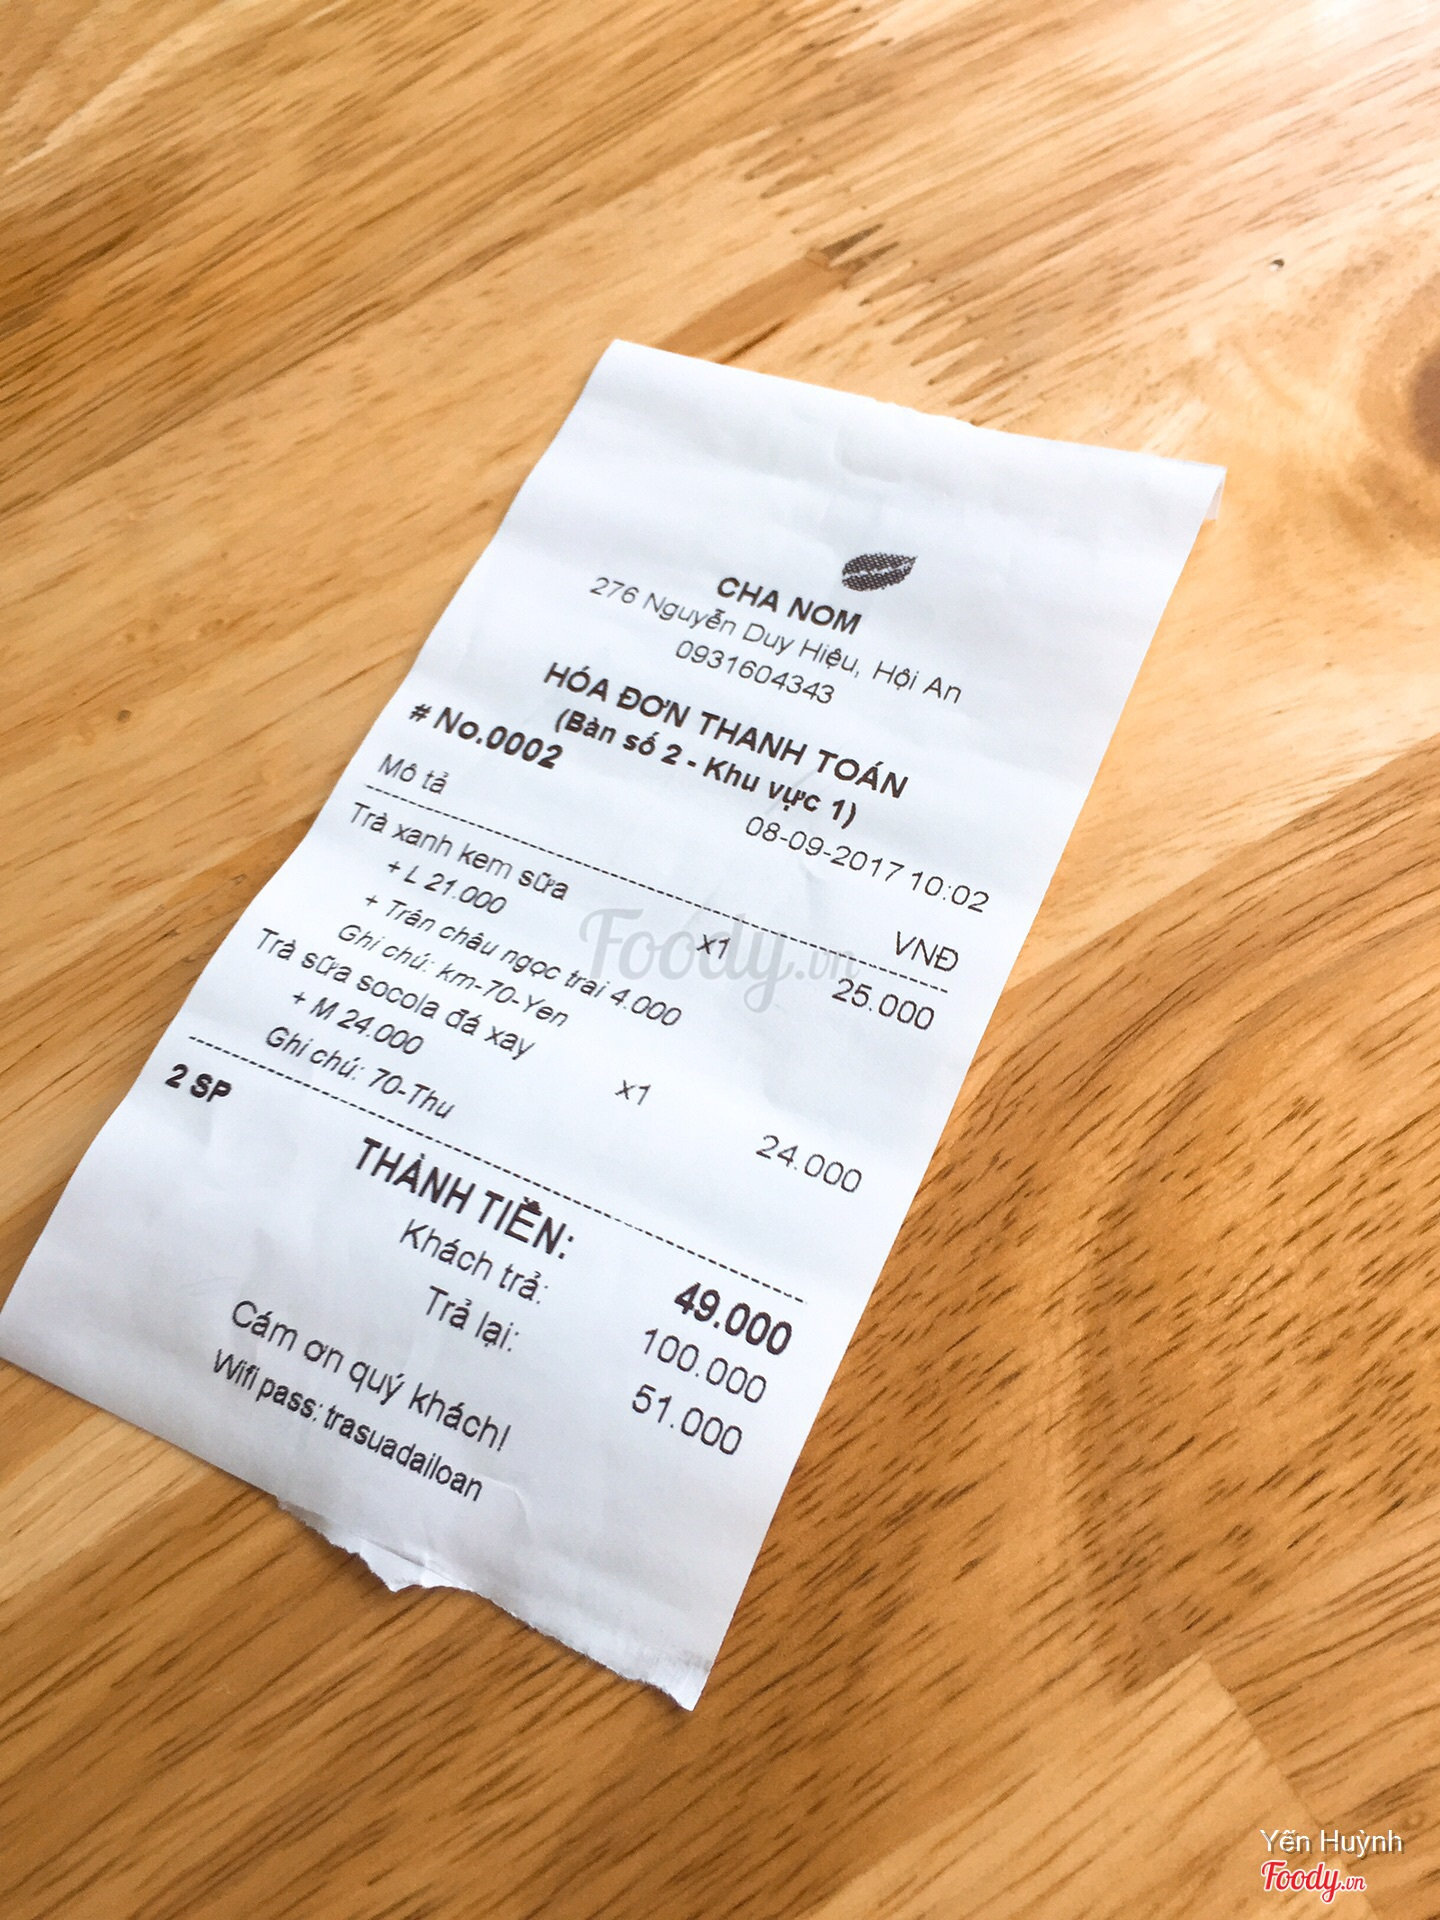 CHA NOM
276 Nguyễn Duy Hiệu, Hội An
0931604343
HÓA ĐƠN THANH TOÁN
(Bàn số 2 - Khu vực 1)
# No.0002 08-09-2017 10:02
Mô tả VNĐ
Trà xanh kem sữa x1 25.000
+ L 21.000
+ Trân châu ngọc trai 4.000
Ghi chú: km-70-Yen
Trà sữa socola đá xay x1 24.000
+ M 24.000
Ghi chú: 70-Thu
2 SP
THÀNH TIỀN: 49.000
Khách trả: 100.000
Trả lại: 51.000
Cám ơn quý khách!
Wifi pass: trasuadailoan
Foody.vn
Yến Huỳnh
Foody.vn